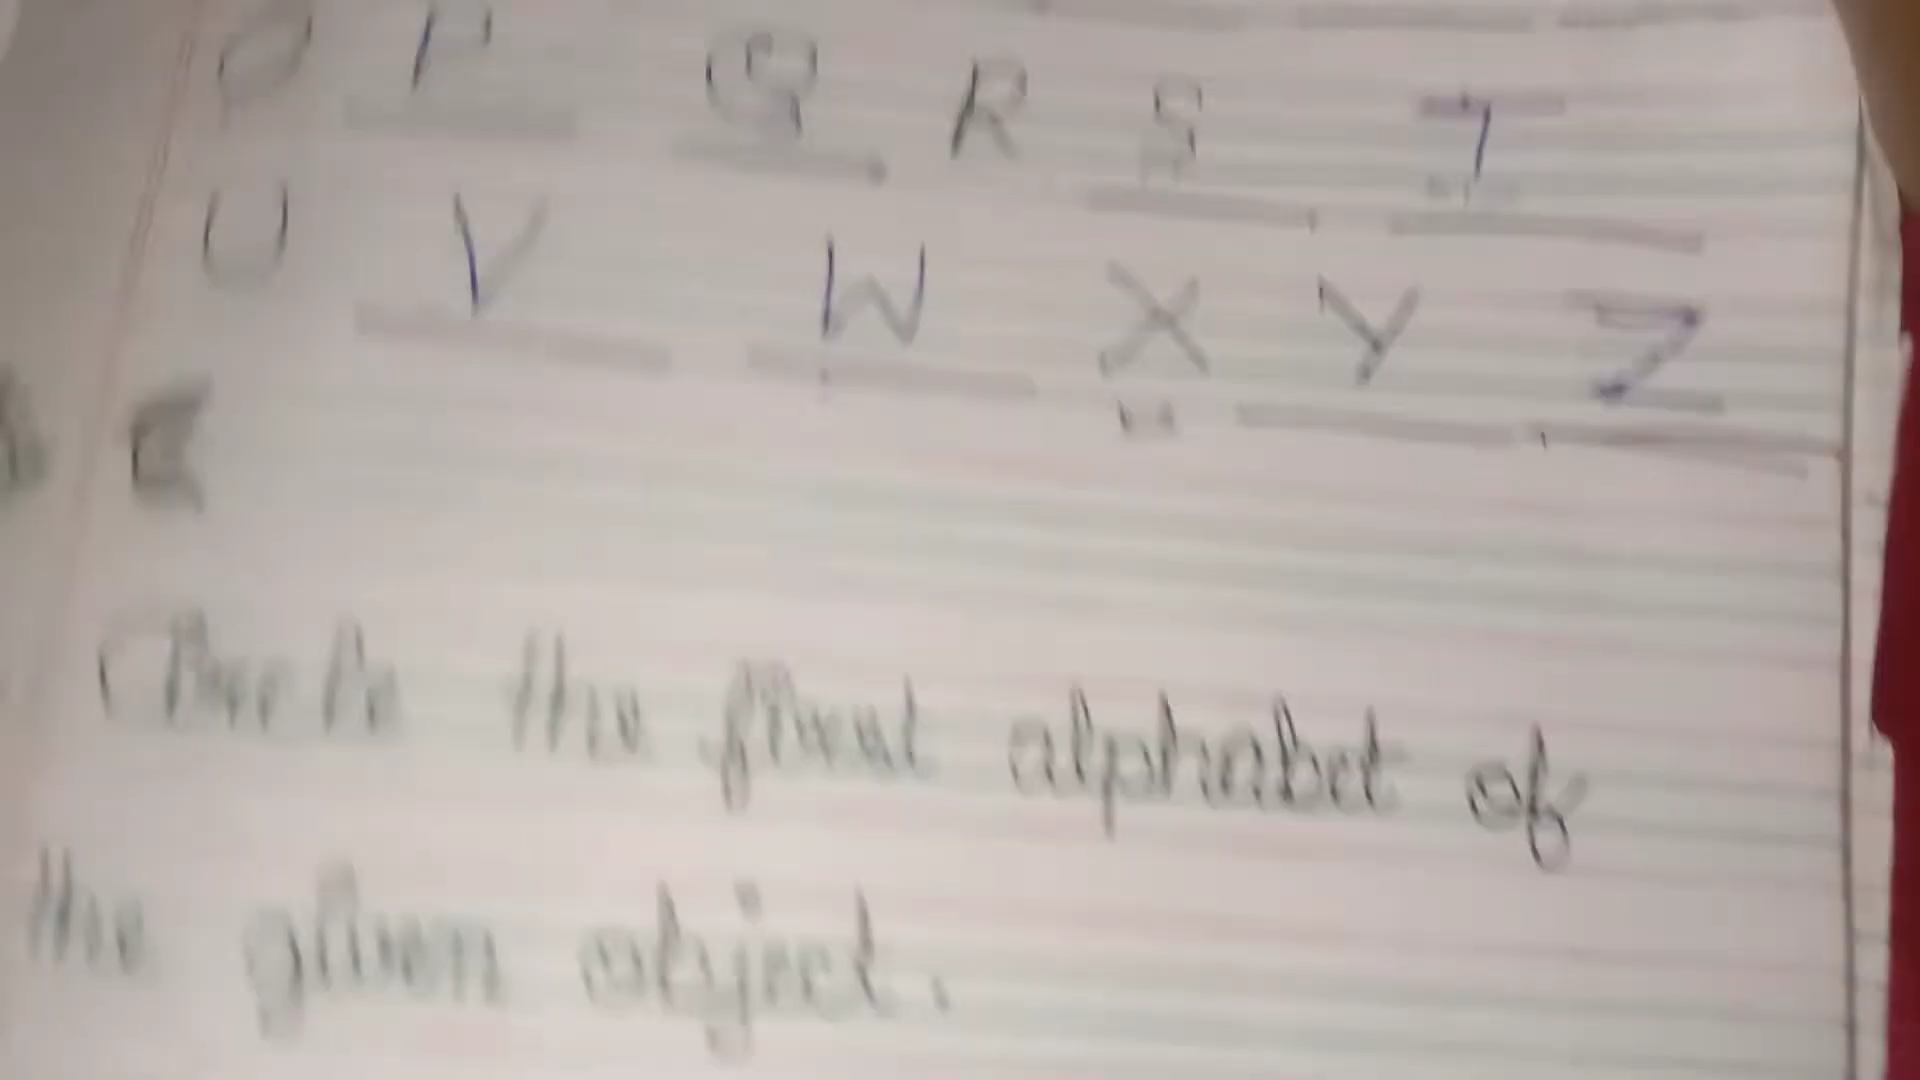 O P Q R S T
U V W X Y Z
Circle the first alphabet of
the given object.